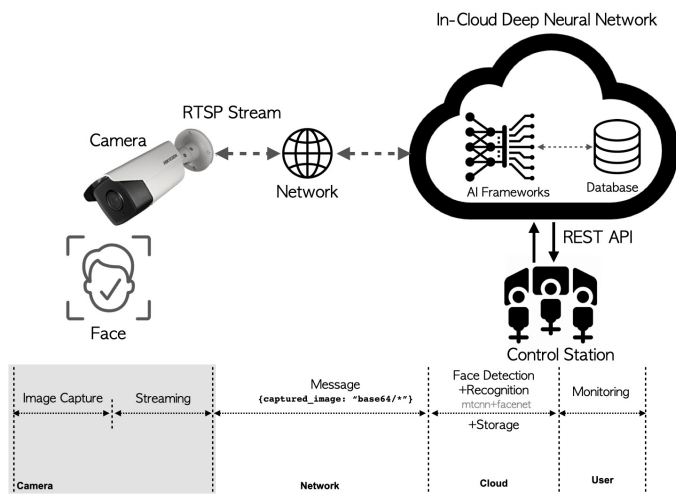 In-Cloud Deep Neural Network
RTSP Stream
Camera
HIKVISION
Network
AI Frameworks
Database
REST API
Face
Control Station
Image Capture
Streaming
Message
{captured_image: “base64/*”}
Face Detection
+Recognition
mtcnn+facenet
+Storage
Monitoring
Camera
Network
Cloud
User